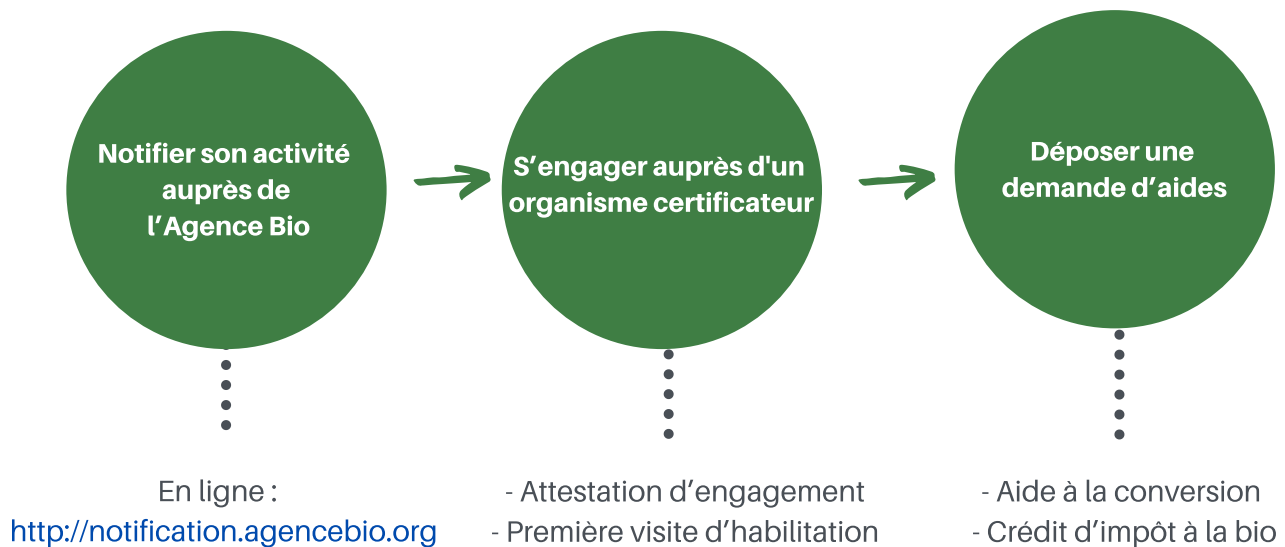 Notifier son activité
auprès de
l’Agence Bio
S’engager auprès d'un
organisme certificateur
Déposer une
demande d’aides
En ligne :
http://notification.agencebio.org
- Attestation d’engagement
- Première visite d’habilitation
- Aide à la conversion
- Crédit d’impôt à la bio